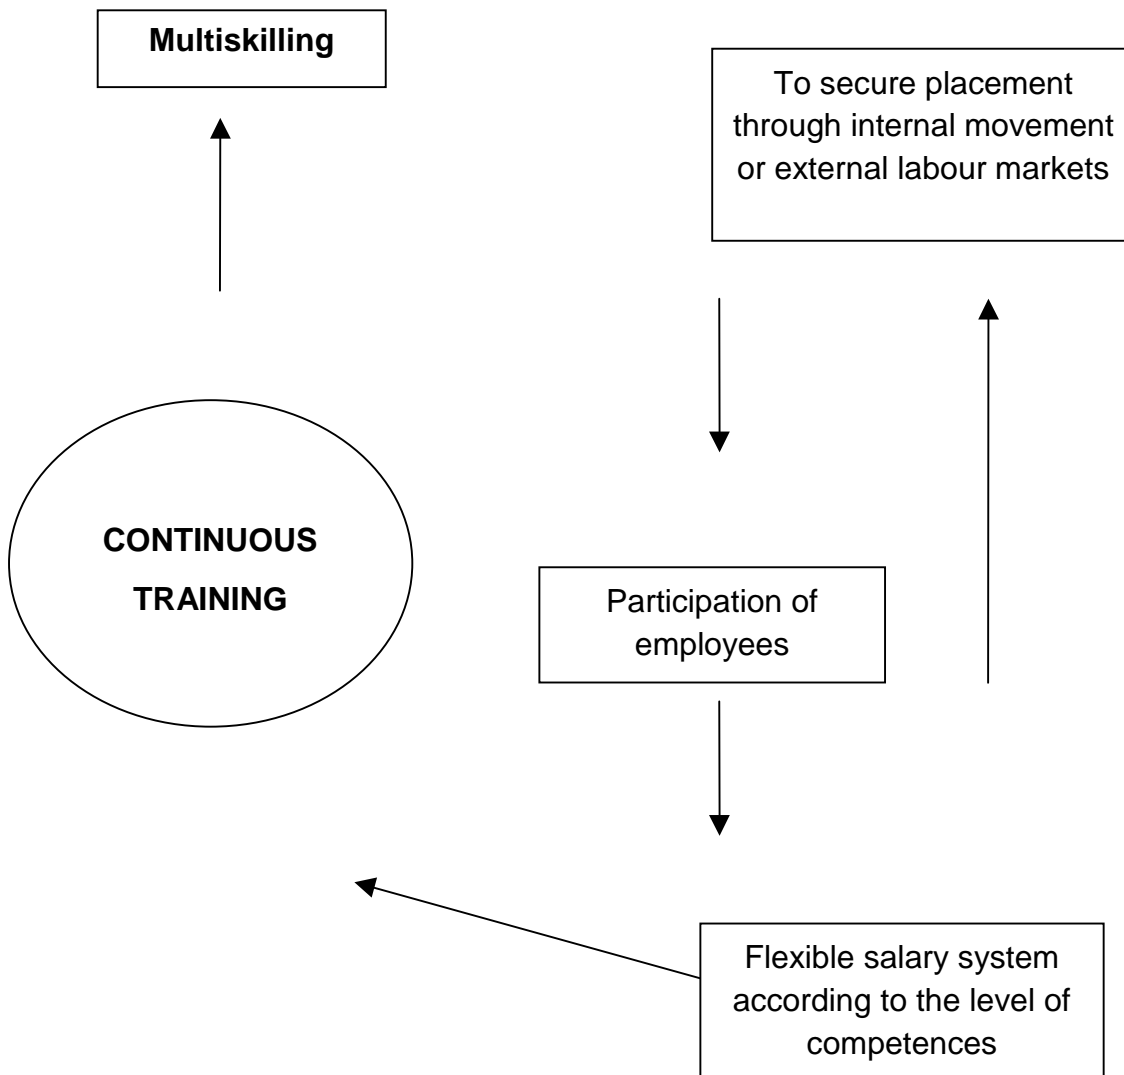 Multiskilling
To secure placement
through internal movement
or external labour markets
CONTINUOUS
TRAINING
Participation of
employees
Flexible salary system
according to the level of
competences